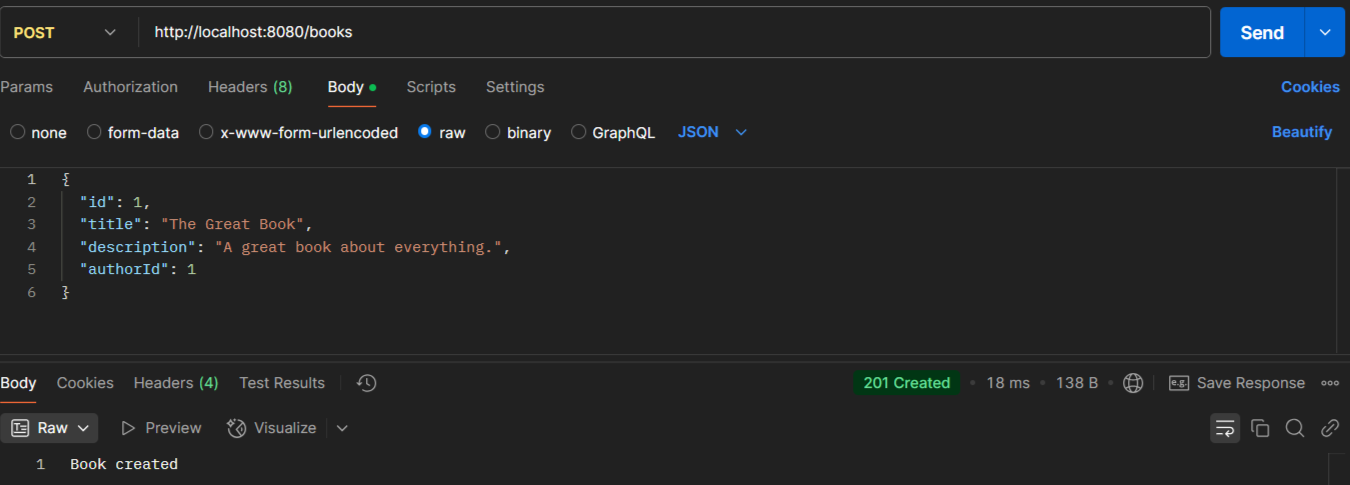 POST http://localhost:8080/books Send
Params Authorization Headers (8) Body Scripts Settings Cookies
none form-data x-www-form-urlencoded raw binary GraphQL JSON Beautify
1 {
2 "id": 1,
3 "title": "The Great Book",
4 "description": "A great book about everything.",
5 "authorId": 1
6 }
Body Cookies Headers (4) Test Results 201 Created • 18 ms • 138 B • e.g. Save Response
Raw Preview Visualize
1 Book created